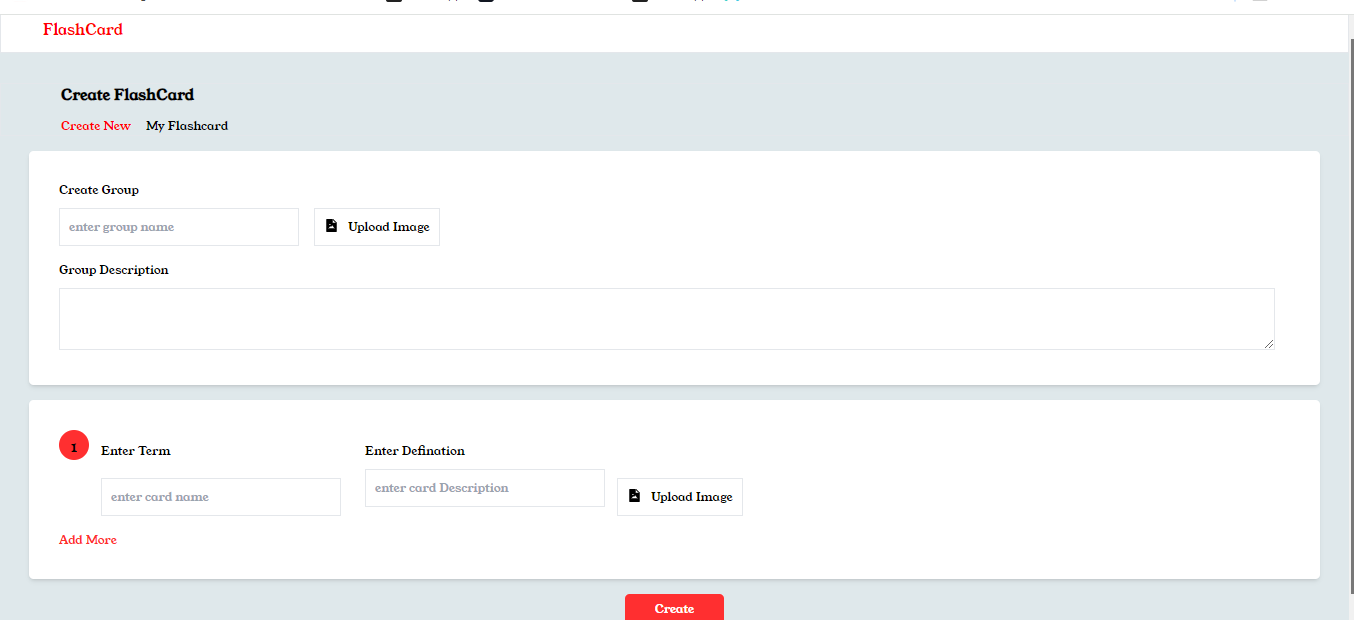 FlashCard
Create FlashCard
Create New My Flashcard
Create Group
enter group name Upload Image
Group Description
1 Enter Term Enter Defination
enter card name enter card Description Upload Image
Add More
Create